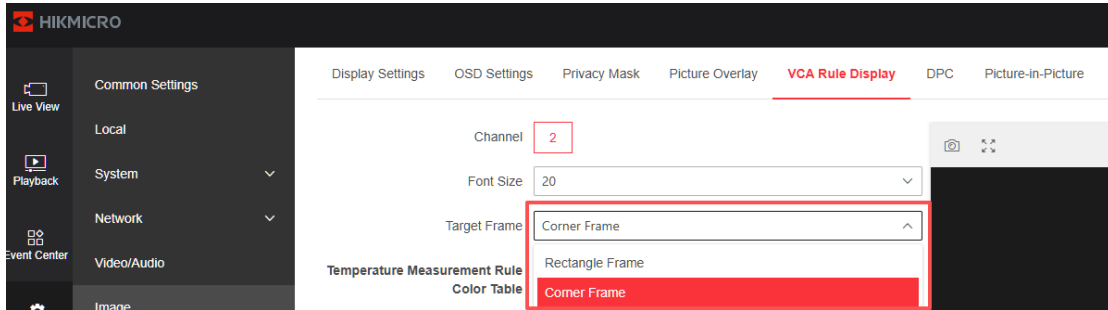 HIKMICRO
Live View
Playback
Event Center
Common Settings
Local
System
Network
Video/Audio
Image
Display Settings OSD Settings Privacy Mask Picture Overlay VCA Rule Display DPC Picture-in-Picture
Channel 2
Font Size 20
Target Frame Corner Frame
Rectangle Frame
Corner Frame
Temperature Measurement Rule
Color Table